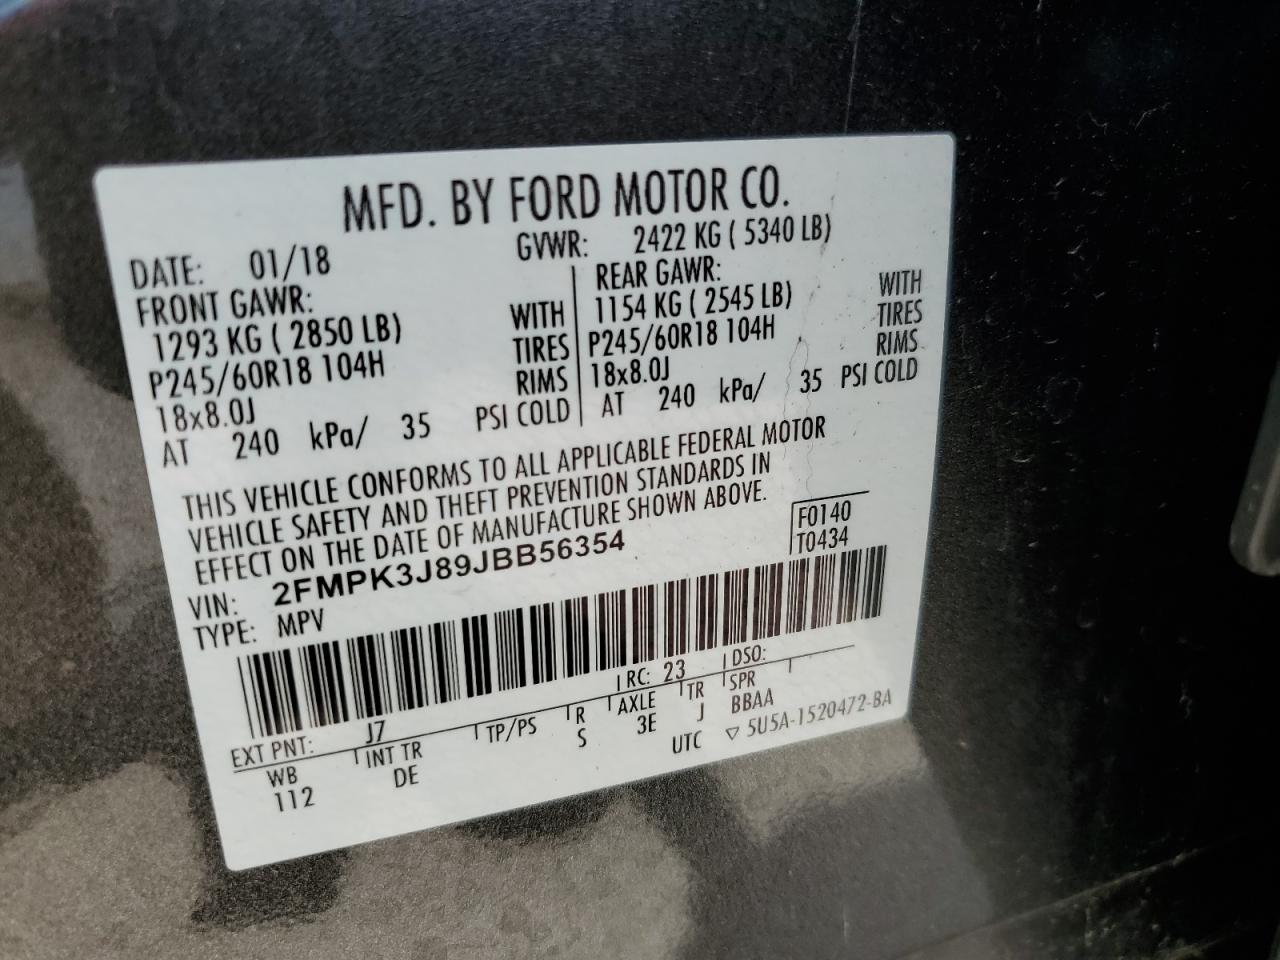 MFD. BY FORD MOTOR CO.
DATE: 01/18 GVWR: 2422 KG ( 5340 LB)
FRONT GAWR: REAR GAWR:
1293 KG ( 2850 LB) WITH 1154 KG ( 2545 LB) WITH
P245/60R18 104H TIRES P245/60R18 104H TIRES
18x8.0J RIMS 18x8.0J RIMS
AT 240 kPa/ 35 PSI COLD AT 240 kPa/ 35 PSI COLD
THIS VEHICLE CONFORMS TO ALL APPLICABLE FEDERAL MOTOR
VEHICLE SAFETY AND THEFT PREVENTION STANDARDS IN
EFFECT ON THE DATE OF MANUFACTURE SHOWN ABOVE.
VIN: 2FMPK3J89JBB56354 F0140
TYPE: MPV T0434
EXT PNT: J7 RC: 23 DSO:
WB INT TR TP/PS R AXLE TR SPR
112 DE S 3E J BBAA
UTC ▽ 5U5A-1520472-BA